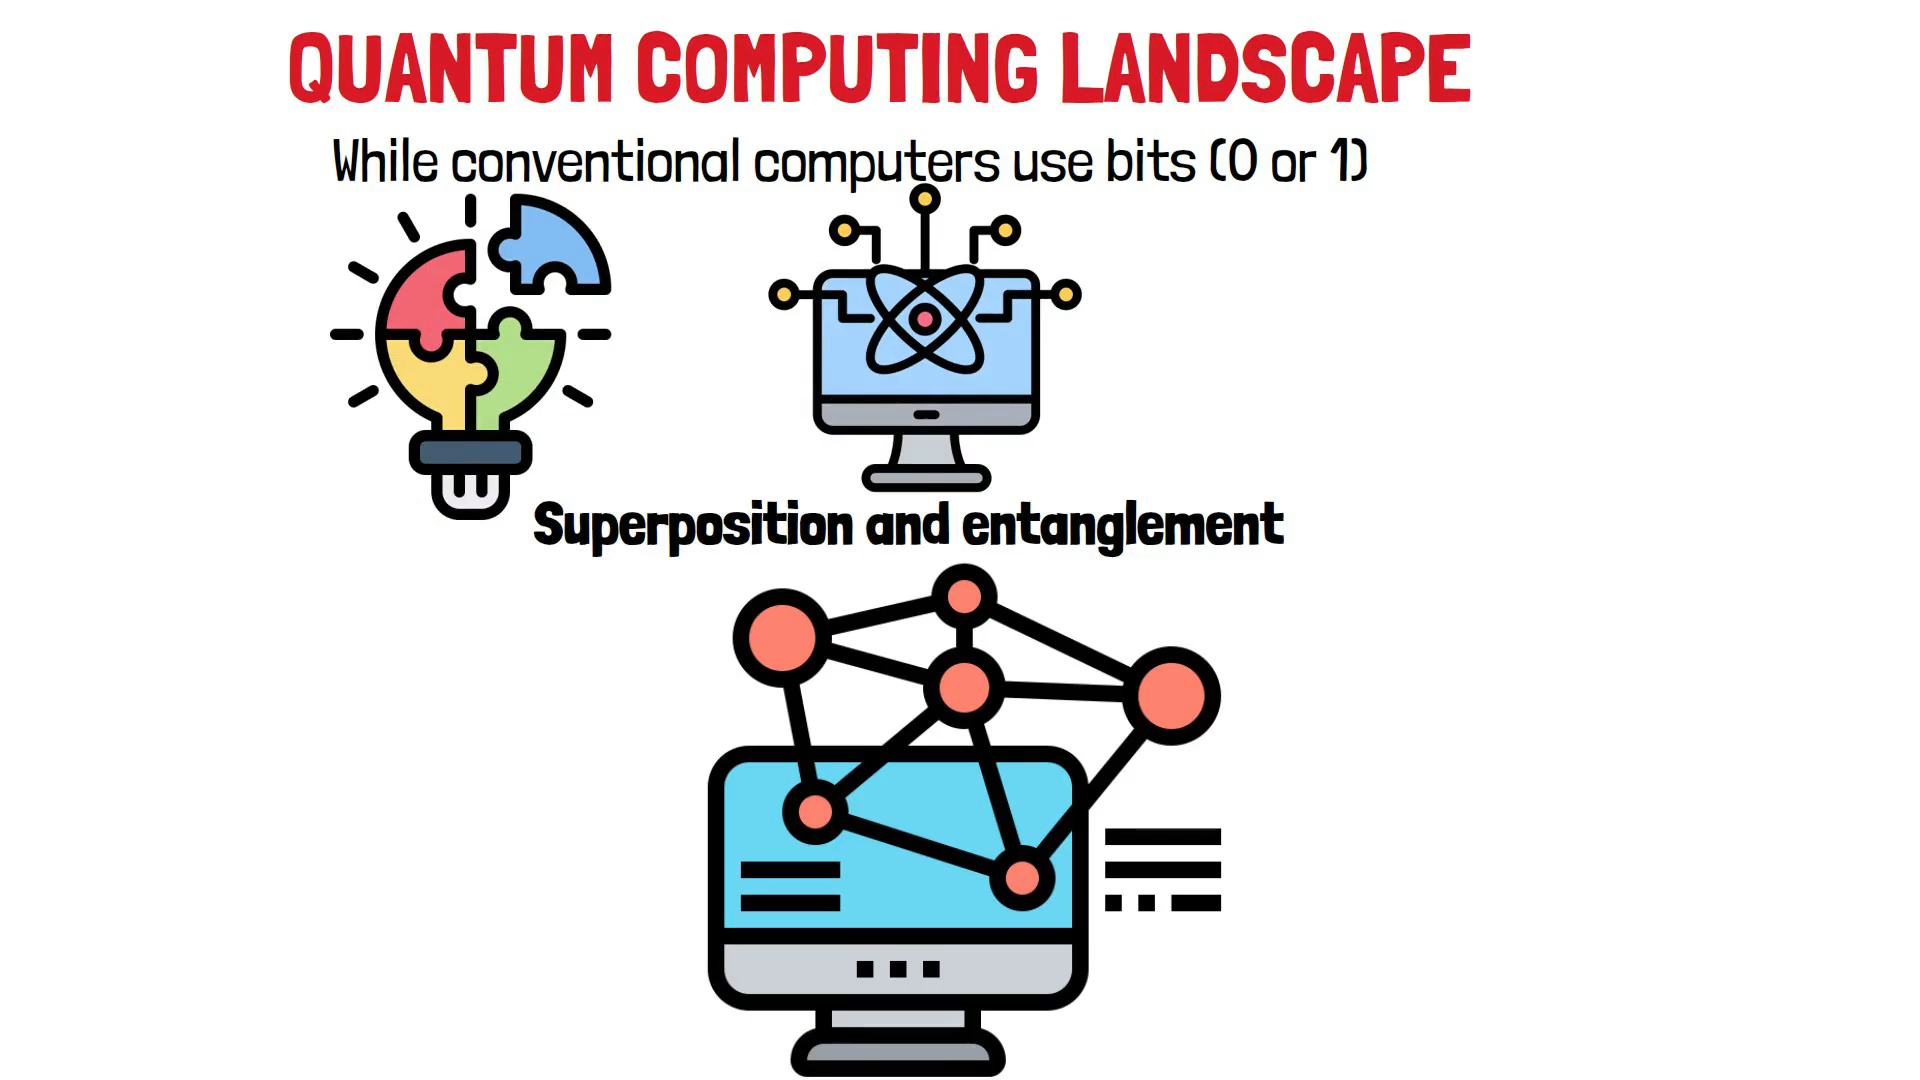 QUANTUM COMPUTING LANDSCAPE
While conventional computers use bits (0 or 1)
Superposition and entanglement